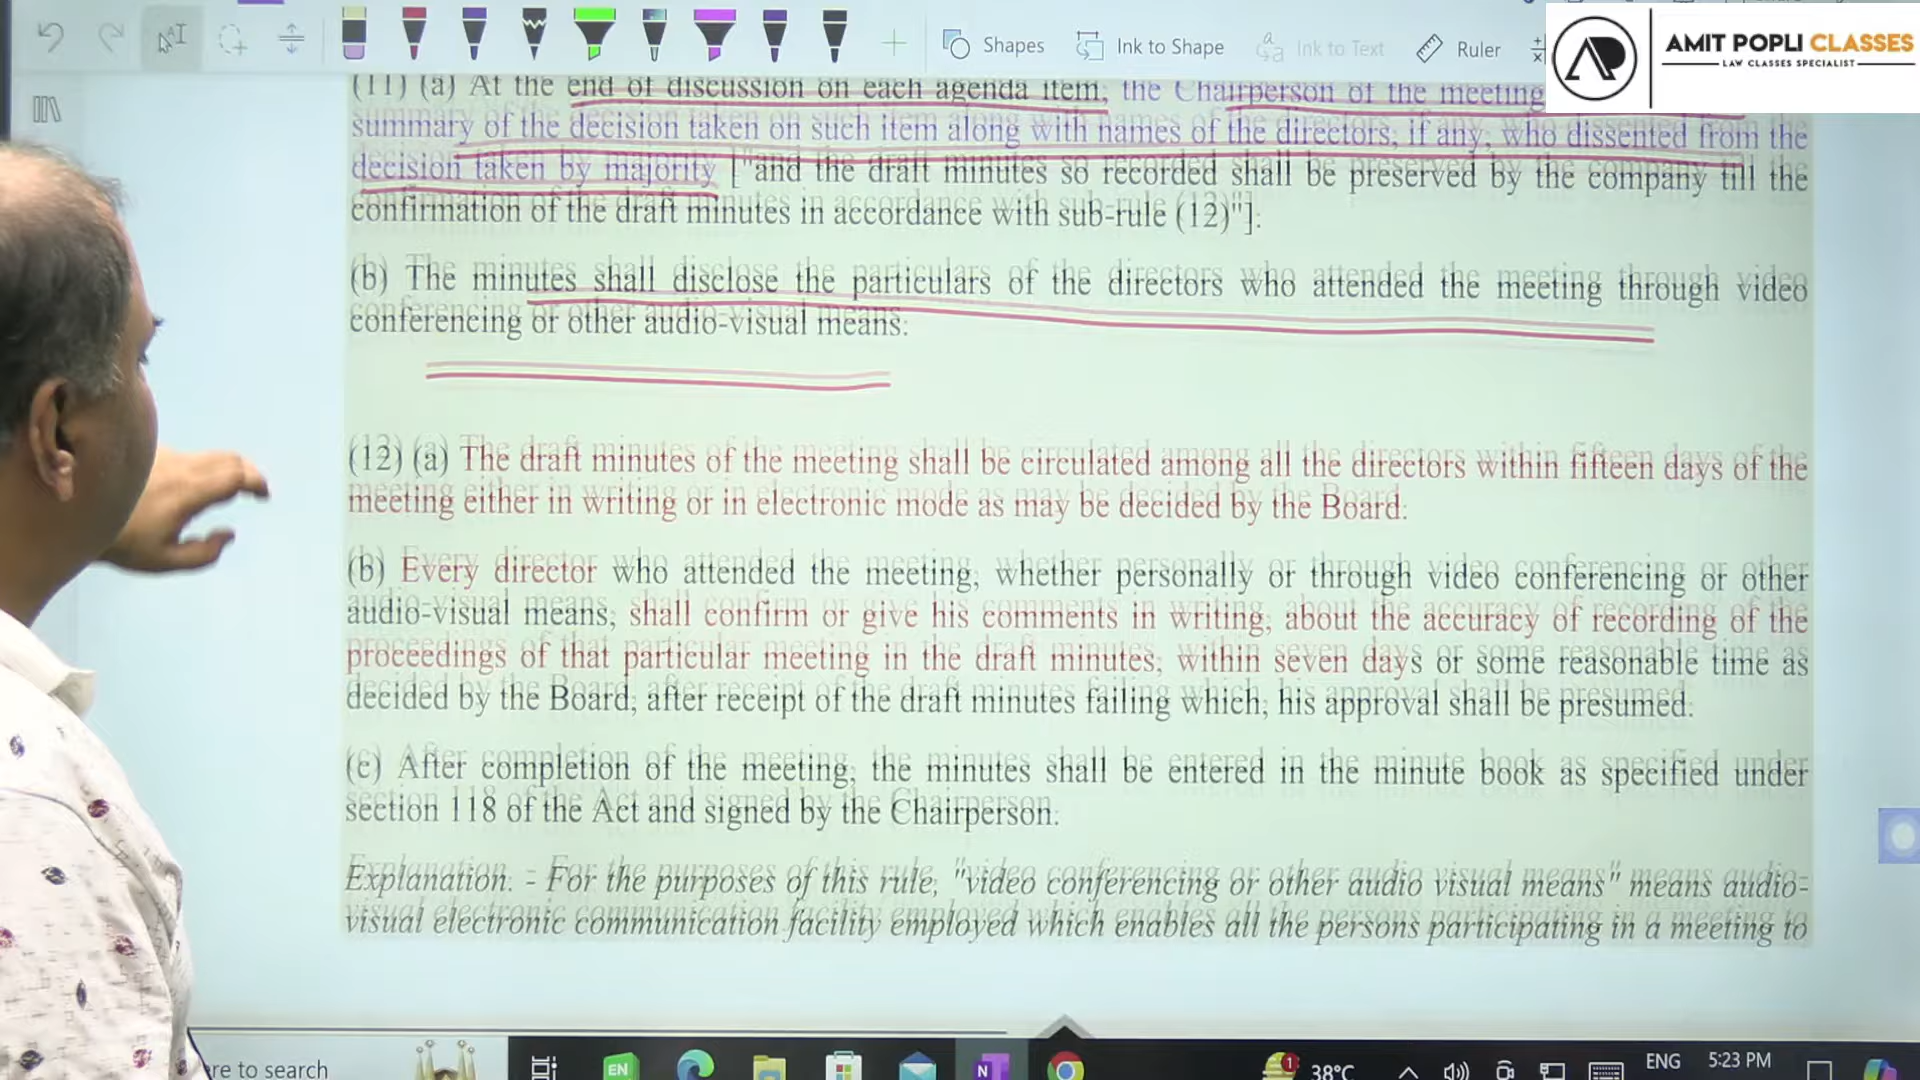 Shapes
Ink to Shape
Ink to Text
Ruler
AMIT POPLI CLASSES
LAW CLASSES SPECIALIST
(11) (a) At the end of discussion on each agenda item, the Chairperson of the meeting
summary of the decision taken on such item along with names of the directors, if any, who dissented from the
decision taken by majority ["and the draft minutes so recorded shall be preserved by the company till the
confirmation of the draft minutes in accordance with sub-rule (12)"].
(b) The minutes shall disclose the particulars of the directors who attended the meeting through video
conferencing or other audio-visual means.
(12) (a) The draft minutes of the meeting shall be circulated among all the directors within fifteen days of the
meeting either in writing or in electronic mode as may be decided by the Board.
(b) Every director who attended the meeting, whether personally or through video conferencing or other
audio-visual means, shall confirm or give his comments in writing, about the accuracy of recording of the
proceedings of that particular meeting in the draft minutes, within seven days or some reasonable time as
decided by the Board, after receipt of the draft minutes failing which, his approval shall be presumed.
(c) After completion of the meeting, the minutes shall be entered in the minute book as specified under
section 118 of the Act and signed by the Chairperson.
Explanation. - For the purposes of this rule, "video conferencing or other audio visual means" means audio-
visual electronic communication facility employed which enables all the persons participating in a meeting to
re to search
EN
N
1
38°C
ENG
5:23 PM